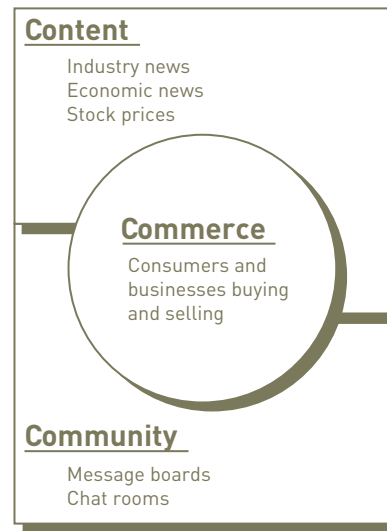 Content
Industry news
Economic news
Stock prices
Commerce
Consumers and
businesses buying
and selling
Community
Message boards
Chat rooms